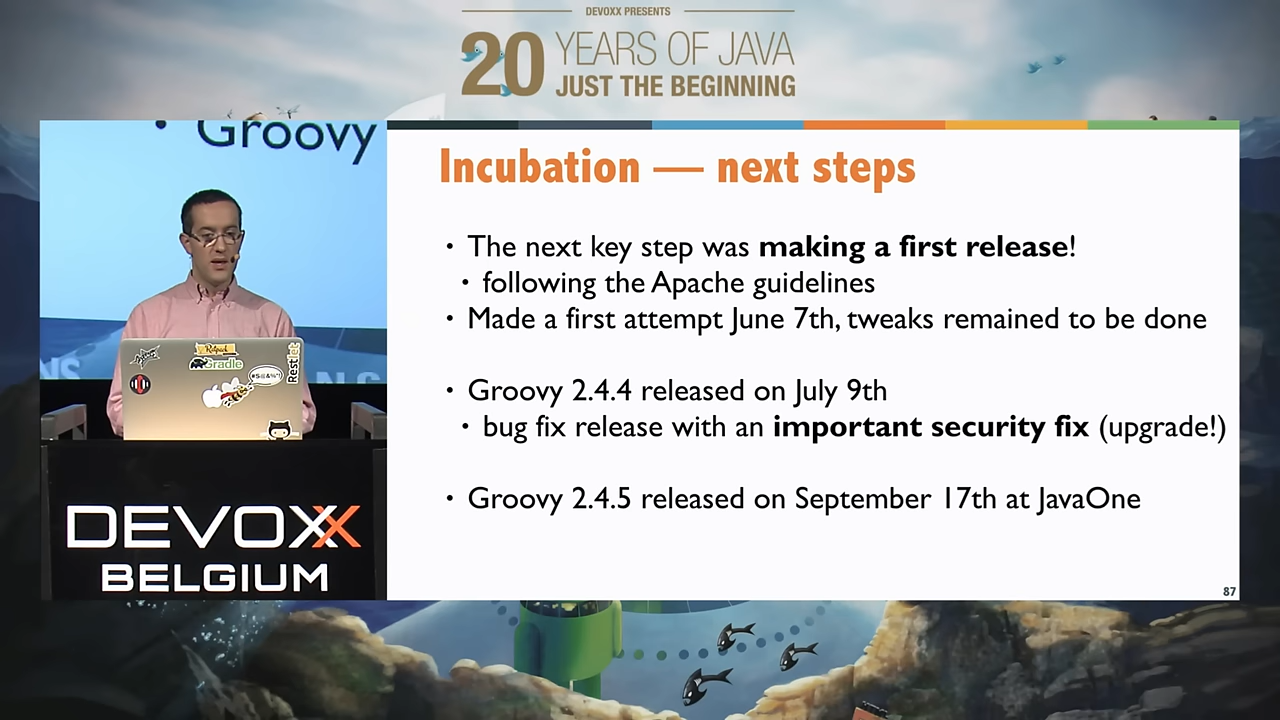 DEVOXX PRESENTS
20 YEARS OF JAVA
JUST THE BEGINNING
• Groovy
Incubation — next steps
• The next key step was making a first release!
• following the Apache guidelines
• Made a first attempt June 7th, tweaks remained to be done
• Groovy 2.4.4 released on July 9th
• bug fix release with an important security fix (upgrade!)
• Groovy 2.4.5 released on September 17th at JavaOne
87
Ratpack
Gradle
Restlet
#$@&%*!
DEVOXX
BELGIUM